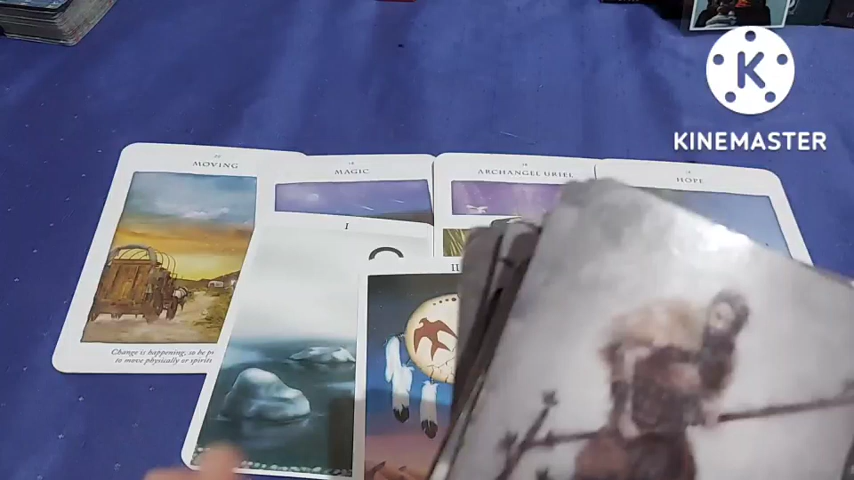 K
KINEMASTER
MOVING
MAGIC
ARCHANGEL URIEL
HOPE
I
II
Change is happening, so be p
to move physically or spirit